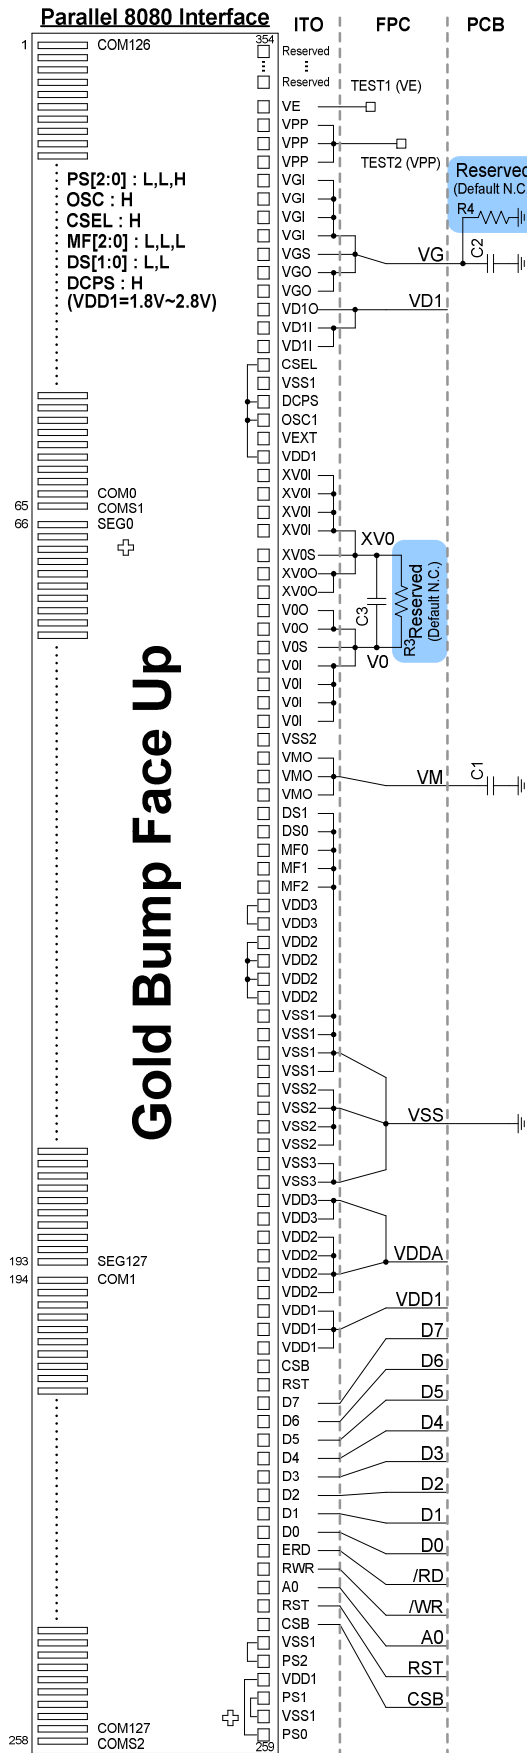 Parallel 8080 Interface
ITO
FPC
PCB
1
COM126
354
PS[2:0] : L,L,H
OSC : H
CSEL : H
MF[2:0] : L,L,L
DS[1:0] : L,L
DCPS : H
(VDD1=1.8V~2.8V)
COM0
65
COMS1
66
SEG0
Gold Bump Face Up
193
SEG127
194
COM1
COM127
258
COMS2
259
Reserved
Reserved
VE
VPP
VPP
VPP
VGI
VGI
VGI
VGI
VGS
VGO
VGO
VD1O
VD1I
VD1I
CSEL
VSS1
DCPS
OSC1
VEXT
VDD1
XV0I
XV0I
XV0I
XV0I
XV0S
XV0O
XV0O
V0O
V0O
V0S
V0I
V0I
V0I
V0I
VSS2
VMO
VMO
VMO
DS1
DS0
MF0
MF1
MF2
VDD3
VDD3
VDD2
VDD2
VDD2
VDD2
VSS1
VSS1
VSS1
VSS1
VSS2
VSS2
VSS2
VSS2
VSS3
VSS3
VDD3
VDD3
VDD2
VDD2
VDD2
VDD2
VDD1
VDD1
VDD1
CSB
RST
D7
D6
D5
D4
D3
D2
D1
D0
ERD
RWR
A0
RST
CSB
VSS1
PS2
VDD1
PS1
VSS1
PS0
TEST1 (VE)
TEST2 (VPP)
Reserved
(Default N.C
R4
C2
VG
VD1
XV0
C3
R3
Reserved
(Default N.C.)
V0
C1
VM
VSS
VDDA
VDD1
D7
D6
D5
D4
D3
D2
D1
D0
/RD
/WR
A0
RST
CSB